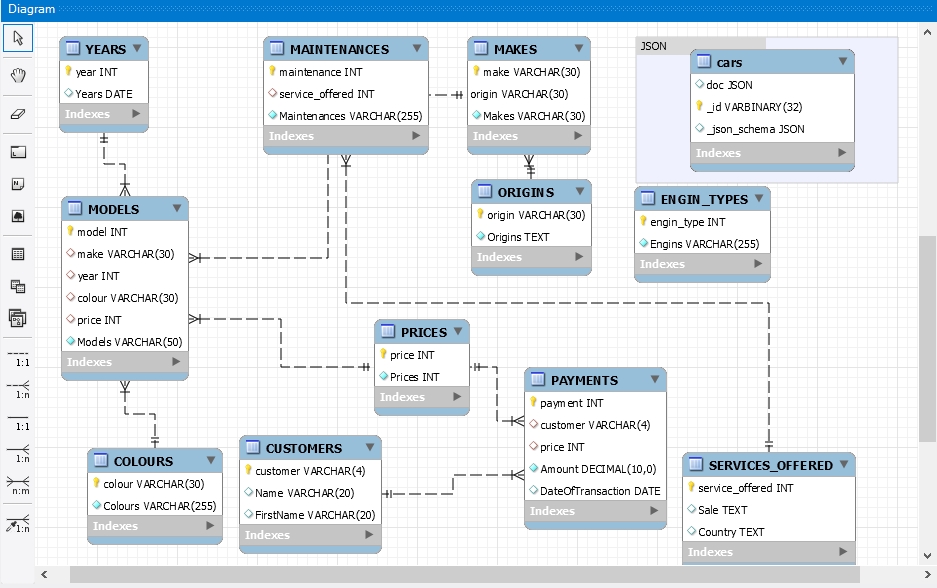 Diagram
YEARS
year INT
Years DATE
Indexes
MAINTENANCES
maintenance INT
service_offered INT
Maintenances VARCHAR(255)
Indexes
MAKES
make VARCHAR(30)
origin VARCHAR(30)
Makes VARCHAR(30)
Indexes
JSON
cars
doc JSON
_id VARBINARY(32)
_json_schema JSON
Indexes
MODELS
model INT
make VARCHAR(30)
year INT
colour VARCHAR(30)
price INT
Models VARCHAR(50)
Indexes
ORIGINS
origin VARCHAR(30)
Origins TEXT
Indexes
ENGIN_TYPES
engin_type INT
Engins VARCHAR(255)
Indexes
PRICES
price INT
Prices INT
Indexes
PAYMENTS
payment INT
customer VARCHAR(4)
price INT
Amount DECIMAL(10,0)
DateOfTransaction DATE
Indexes
COLOURS
colour VARCHAR(30)
Colours VARCHAR(255)
Indexes
CUSTOMERS
customer VARCHAR(4)
Name VARCHAR(20)
FirstName VARCHAR(20)
Indexes
SERVICES_OFFERED
service_offered INT
Sale TEXT
Country TEXT
Indexes
1:1
1:n
1:1
1:n
n:m
1:n